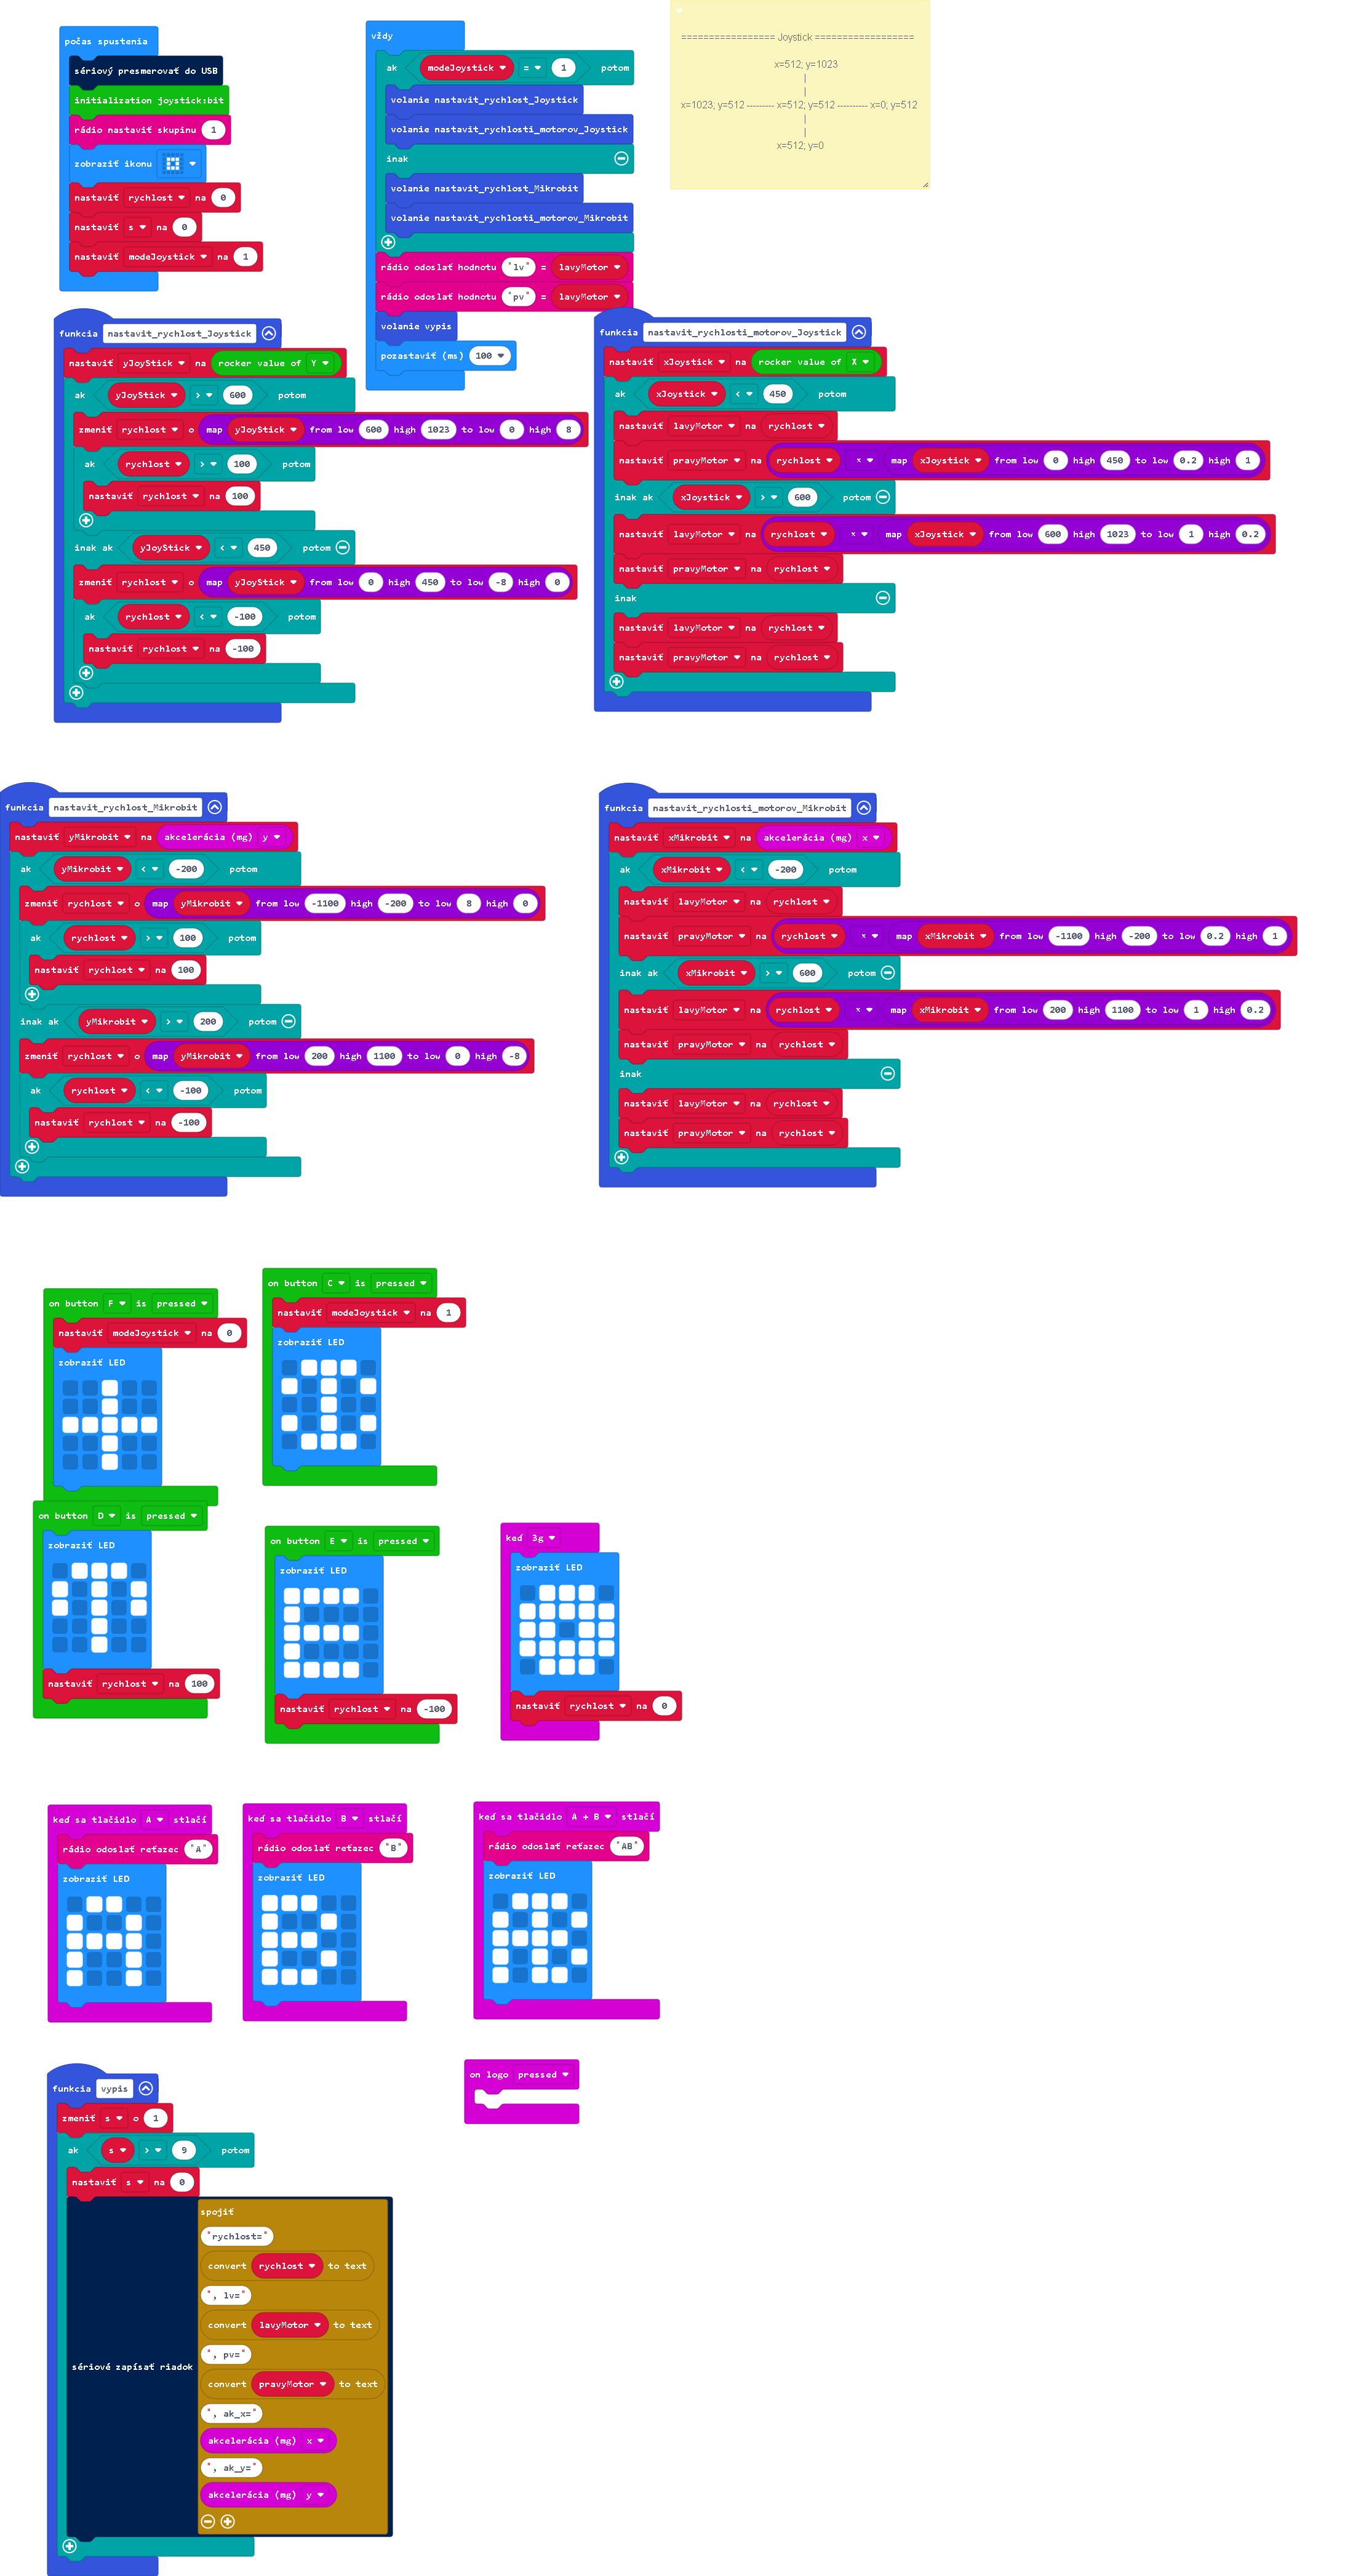 počas spustenia
sériový presmerovať do USB
initialization joystick:bit
rádio nastaviť skupinu 1
zobraziť ikonu
nastaviť rychlost na 0
nastaviť s na 0
nastaviť modeJoystick na 1
vždy
ak modeJoystick = 1 potom
volanie nastavit_rychlost_Joystick
volanie nastavit_rychlosti_motorov_Joystick
inak
volanie nastavit_rychlost_Mikrobit
volanie nastavit_rychlosti_motorov_Mikrobit
rádio odoslať hodnotu "lv" = lavyMotor
rádio odoslať hodnotu "pv" = lavyMotor
volanie vypis
pozastaviť (ms) 100
================= Joystick ==================
x=512; y=1023
|
|
x=1023; y=512 --------- x=512; y=512 ---------- x=0; y=512
|
|
x=512; y=0
funkcia nastavit_rychlost_Joystick
nastaviť yJoyStick na rocker value of Y
ak yJoyStick > 600 potom
zmeniť rychlost o map yJoyStick from low 600 high 1023 to low 0 high 8
ak rychlost > 100 potom
nastaviť rychlost na 100
inak ak yJoyStick < 450 potom
zmeniť rychlost o map yJoyStick from low 0 high 450 to low -8 high 0
ak rychlost < -100 potom
nastaviť rychlost na -100
funkcia nastavit_rychlosti_motorov_Joystick
nastaviť xJoystick na rocker value of X
ak xJoystick < 450 potom
nastaviť lavyMotor na rychlost
nastaviť pravyMotor na rychlost × map xJoystick from low 0 high 450 to low 0.2 high 1
inak ak xJoystick > 600 potom
nastaviť lavyMotor na rychlost × map xJoystick from low 600 high 1023 to low 1 high 0.2
nastaviť pravyMotor na rychlost
inak
nastaviť lavyMotor na rychlost
nastaviť pravyMotor na rychlost
funkcia nastavit_rychlost_Mikrobit
nastaviť yMikrobit na akcelerácia (mg) y
ak yMikrobit < -200 potom
zmeniť rychlost o map yMikrobit from low -1100 high -200 to low 8 high 0
ak rychlost > 100 potom
nastaviť rychlost na 100
inak ak yMikrobit > 200 potom
zmeniť rychlost o map yMikrobit from low 200 high 1100 to low 0 high -8
ak rychlost < -100 potom
nastaviť rychlost na -100
funkcia nastavit_rychlosti_motorov_Mikrobit
nastaviť xMikrobit na akcelerácia (mg) x
ak xMikrobit < -200 potom
nastaviť lavyMotor na rychlost
nastaviť pravyMotor na rychlost × map xMikrobit from low -1100 high -200 to low 0.2 high 1
inak ak xMikrobit > 600 potom
nastaviť lavyMotor na rychlost × map xMikrobit from low 200 high 1100 to low 1 high 0.2
nastaviť pravyMotor na rychlost
inak
nastaviť lavyMotor na rychlost
nastaviť pravyMotor na rychlost
on button F is pressed
nastaviť modeJoystick na 0
zobraziť LED
on button C is pressed
nastaviť modeJoystick na 1
zobraziť LED
on button D is pressed
zobraziť LED
nastaviť rychlost na 100
on button E is pressed
zobraziť LED
nastaviť rychlost na -100
keď 3g
zobraziť LED
nastaviť rychlost na 0
keď sa tlačidlo A stlačí
rádio odoslať reťazec "A"
zobraziť LED
keď sa tlačidlo B stlačí
rádio odoslať reťazec "B"
zobraziť LED
keď sa tlačidlo A + B stlačí
rádio odoslať reťazec "AB"
zobraziť LED
funkcia vypis
zmeniť s o 1
ak s > 9 potom
nastaviť s na 0
sériové zapísať riadok
spojiť
"rychlost="
convert rychlost to text
", lv="
convert lavyMotor to text
", pv="
convert pravyMotor to text
", ak_x="
akcelerácia (mg) x
", ak_y="
akcelerácia (mg) y
on logo pressed